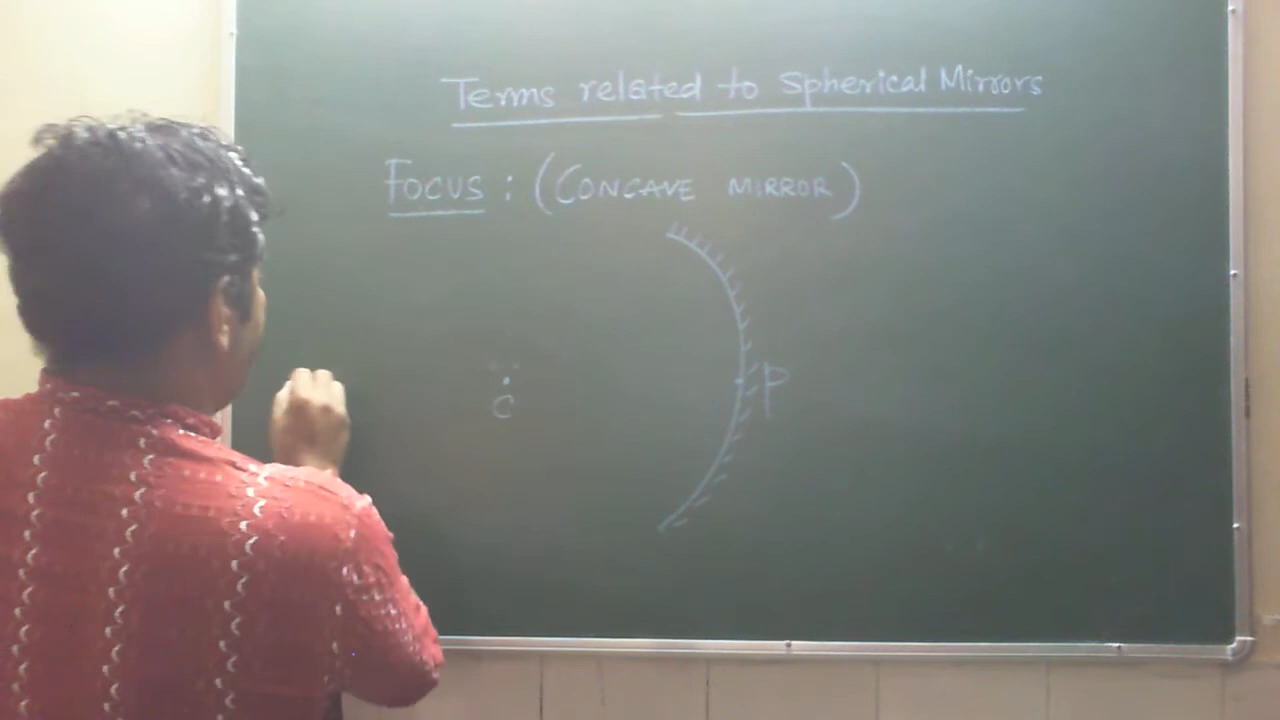 Terms related to Spherical Mirrors
FOCUS : (CONCAVE MIRROR)
P
C